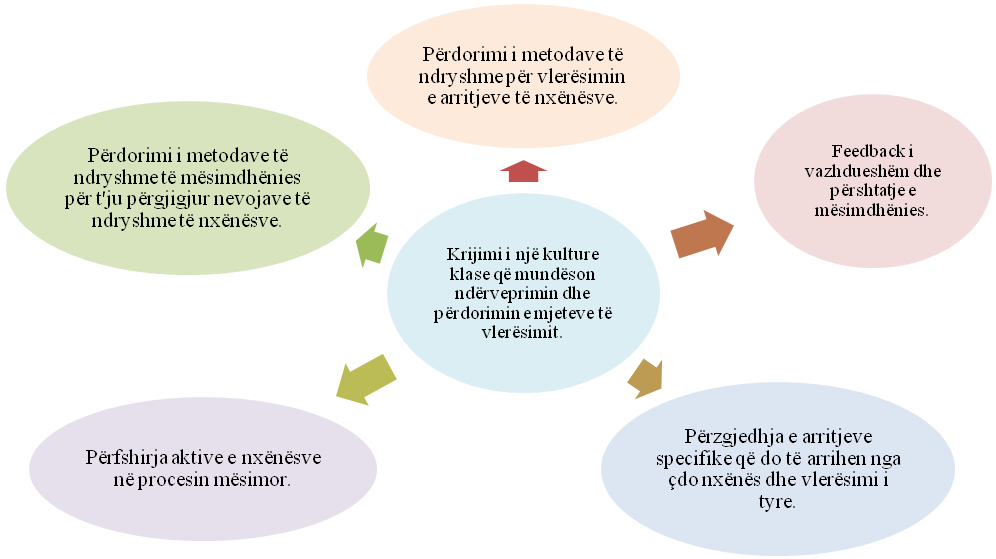 Përdorimi i metodave të
ndryshme për vlerësimin
e arritjeve të nxënësve.
Përdorimi i metodave të
ndryshme të mësimdhënies
për t'ju përgjigjur nevojave të
ndryshme të nxënësve.
Feedback i
vazhdueshëm dhe
përshtatje e
mësimdhënies.
Krijimi i një kulture
klase që mundëson
ndërveprimin dhe
përdorimin e mjeteve të
vlerësimit.
Përfshirja aktive e nxënësve
në procesin mësimor.
Përzgjedhja e arritjeve
specifike që do të arrihen nga
çdo nxënës dhe vlerësimi i
tyre.